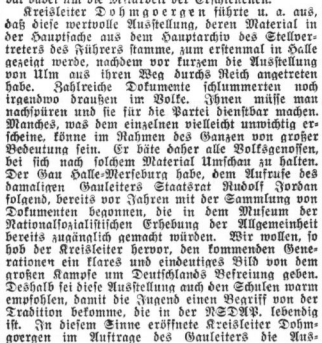 Kreisleiter Dohmgoergen führte u. a. aus,
daß diese wertvolle Ausstellung, deren Material in
der Hauptsache aus dem Hauptarchiv des Stellver-
treters des Führers stamme, zum erstenmal in Halle
gezeigt werde, nachdem vor kurzem die Ausstellung
von Ulm aus ihren Weg durchs Reich angetreten
habe. Zahlreiche Dokumente schlummerten noch
irgendwo draußen im Volke. Ihnen müsse man
nachspüren und sie für die Partei dienstbar machen.
Manches, was dem einzelnen vielleicht unwichtig er-
scheine, könne im Rahmen des Ganzen von großer
Bedeutung sein. Er bäte daher alle Volksgenossen,
bei sich nach solchem Material Umschau zu halten.
Der Gau Halle-Merseburg habe, dem Aufrufe des
damaligen Gauleiters Staatsrat Rudolf Jordan
folgend, bereits vor Jahren mit der Sammlung von
Dokumenten begonnen, die in dem Museum der
Nationalsozialistischen Erhebung der Allgemeinheit
bereits zugänglich gemacht würden. Wir wollen, so
hob der Kreisleiter hervor, den kommenden Gene-
rationen ein klares und eindeutiges Bild von dem
großen Kampfe um Deutschlands Befreiung geben.
Deshalb sei diese Ausstellung auch den Schulen warm
empfohlen, damit die Jugend einen Begriff von der
Tradition bekomme, die in der NSDAP. lebendig
ist. In diesem Sinne eröffnete Kreisleiter Dohm-
goergen im Auftrage des Gauleiters die Aus-